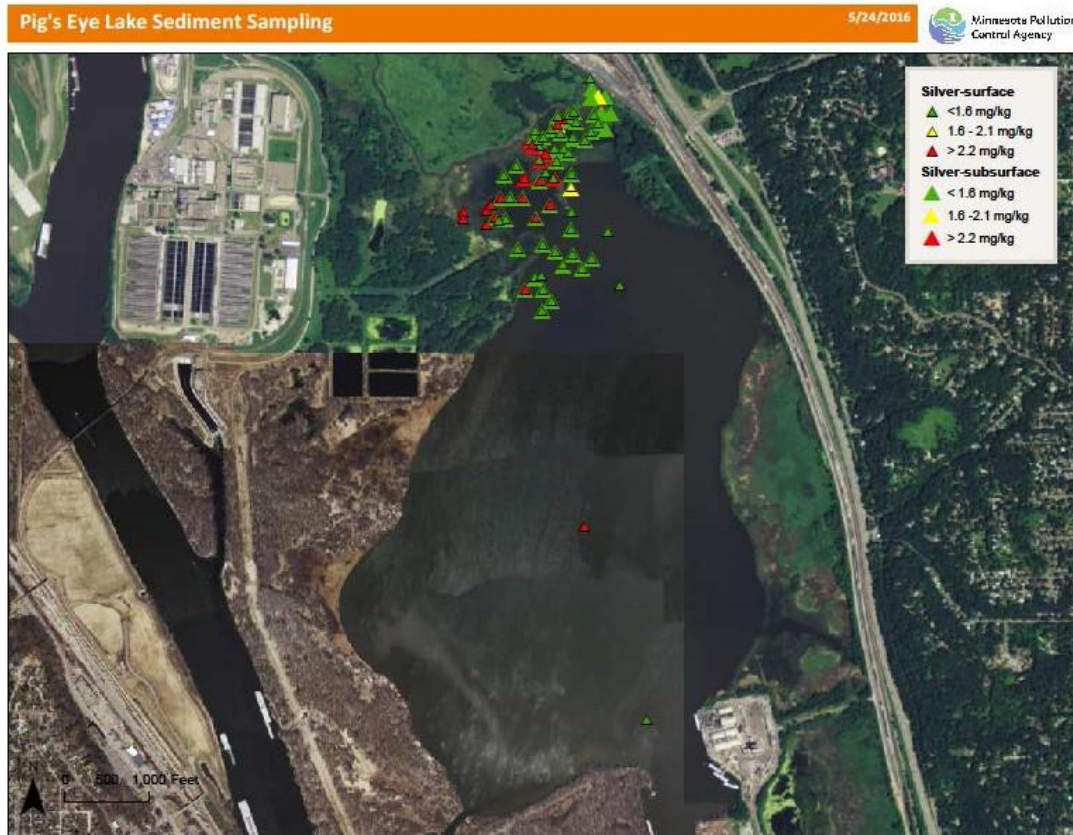 Pig's Eye Lake Sediment Sampling
5/24/2016
Minnesota Pollution
Control Agency
Silver-surface
<1.6 mg/kg
1.6 - 2.1 mg/kg
> 2.2 mg/kg
Silver-subsurface
< 1.6 mg/kg
1.6 -2.1 mg/kg
> 2.2 mg/kg
N
0 500 1,000 Feet